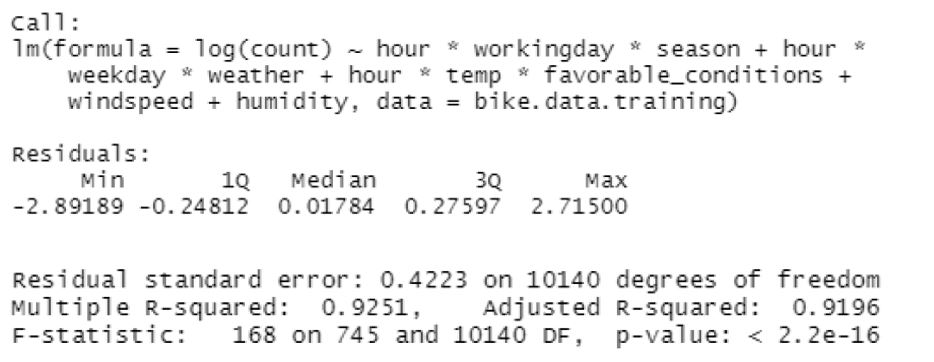 Call:
lm(formula = log(count) ~ hour * workingday * season + hour *
weekday * weather + hour * temp * favorable_conditions +
windspeed + humidity, data = bike.data.training)
Residuals:
Min 1Q Median 3Q Max
-2.89189 -0.24812 0.01784 0.27597 2.71500
Residual standard error: 0.4223 on 10140 degrees of freedom
Multiple R-squared: 0.9251, Adjusted R-squared: 0.9196
F-statistic: 168 on 745 and 10140 DF, p-value: < 2.2e-16